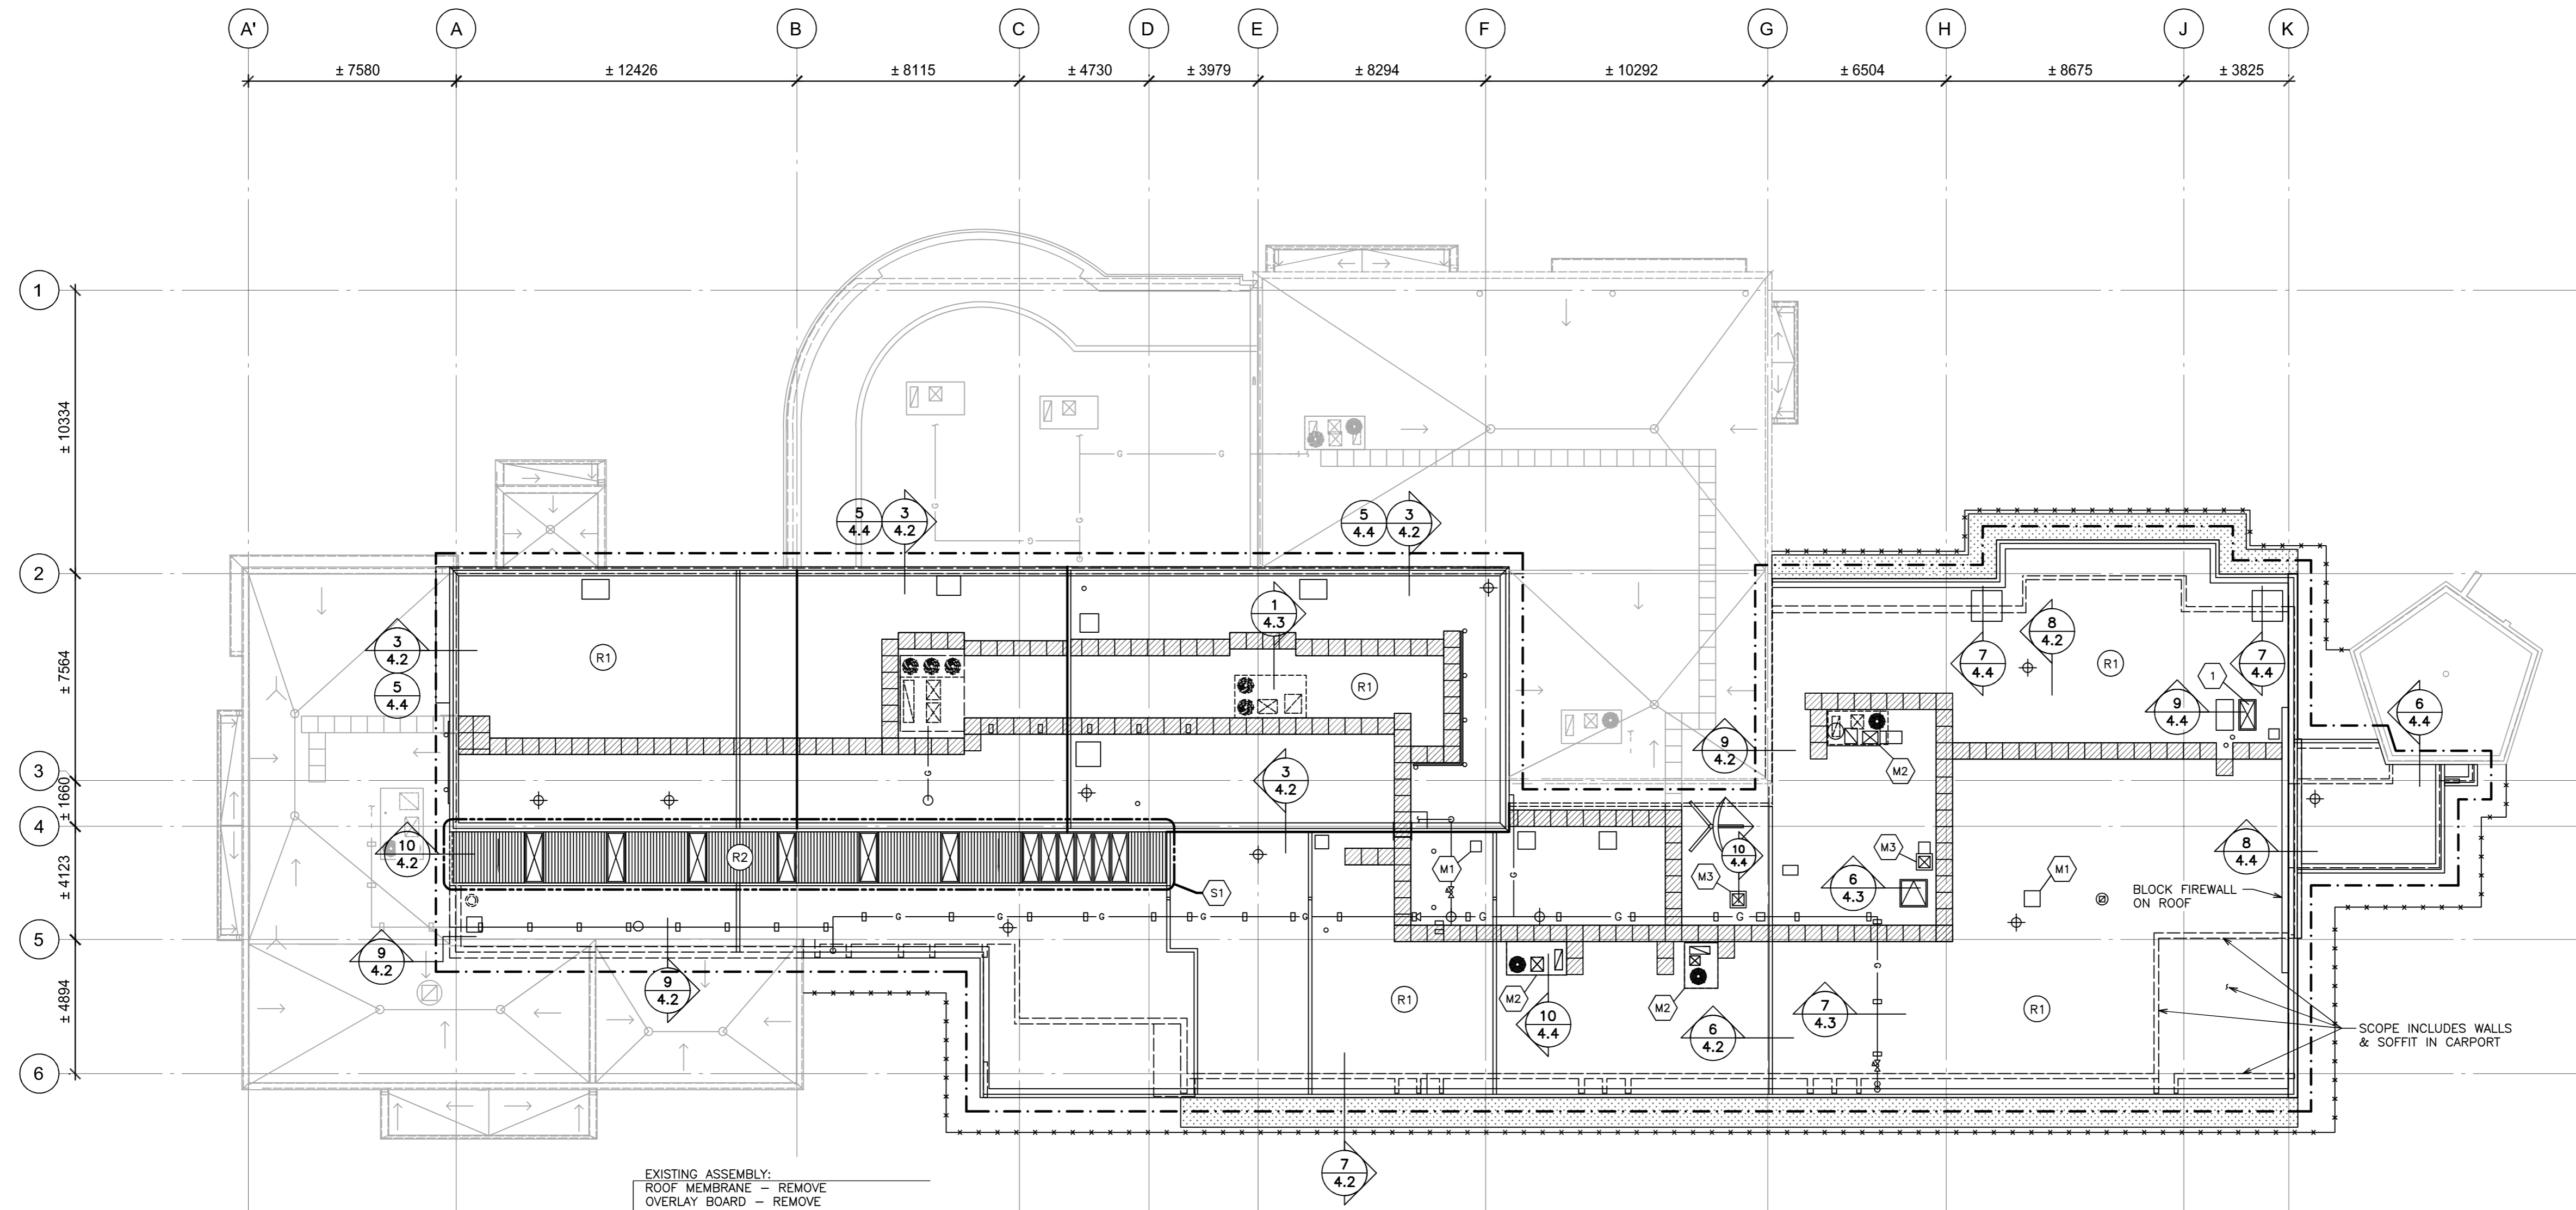 A'
A
B
C
D
E
F
G
H
J
K
± 7580
± 12426
± 8115
± 4730
± 3979
± 8294
± 10292
± 6504
± 8675
± 3825
1
± 10334
2
± 7564
3
± 1660
4
± 4123
5
± 4894
6
G
G
G
G
G
G
5
4.4
3
4.2
5
4.4
3
4.2
1
4.3
3
4.2
5
4.4
R1
R1
8
4.2
7
4.4
R1
7
4.4
1
9
4.4
6
4.4
9
4.2
M2
3
4.2
G
10
4.2
R2
S1
M1
G
10
4.4
M3
M3
6
4.3
M1
8
4.4
BLOCK FIREWALL
ON ROOF
G
G
G
G
G
G
G
G
G
9
4.2
9
4.2
R1
M2
10
4.4
M2
6
4.2
7
4.3
R1
SCOPE INCLUDES WALLS
& SOFFIT IN CARPORT
7
4.2
EXISTING ASSEMBLY:
ROOF MEMBRANE – REMOVE
OVERLAY BOARD – REMOVE